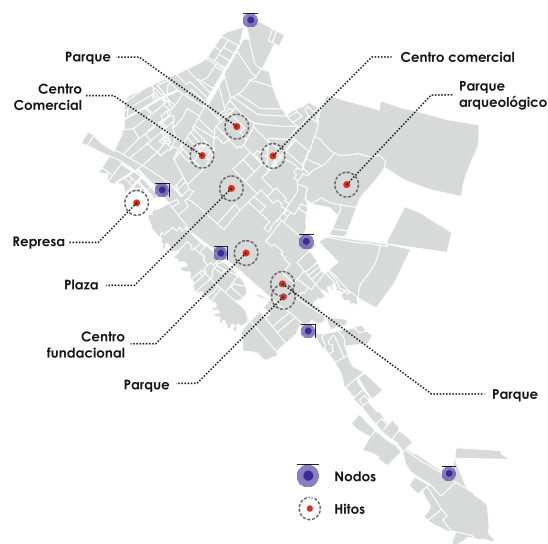 Parque
Centro comercial
Centro
Comercial
Parque
arqueológico
Represa
Plaza
Centro
fundacional
Parque
Parque
Nodos
Hitos